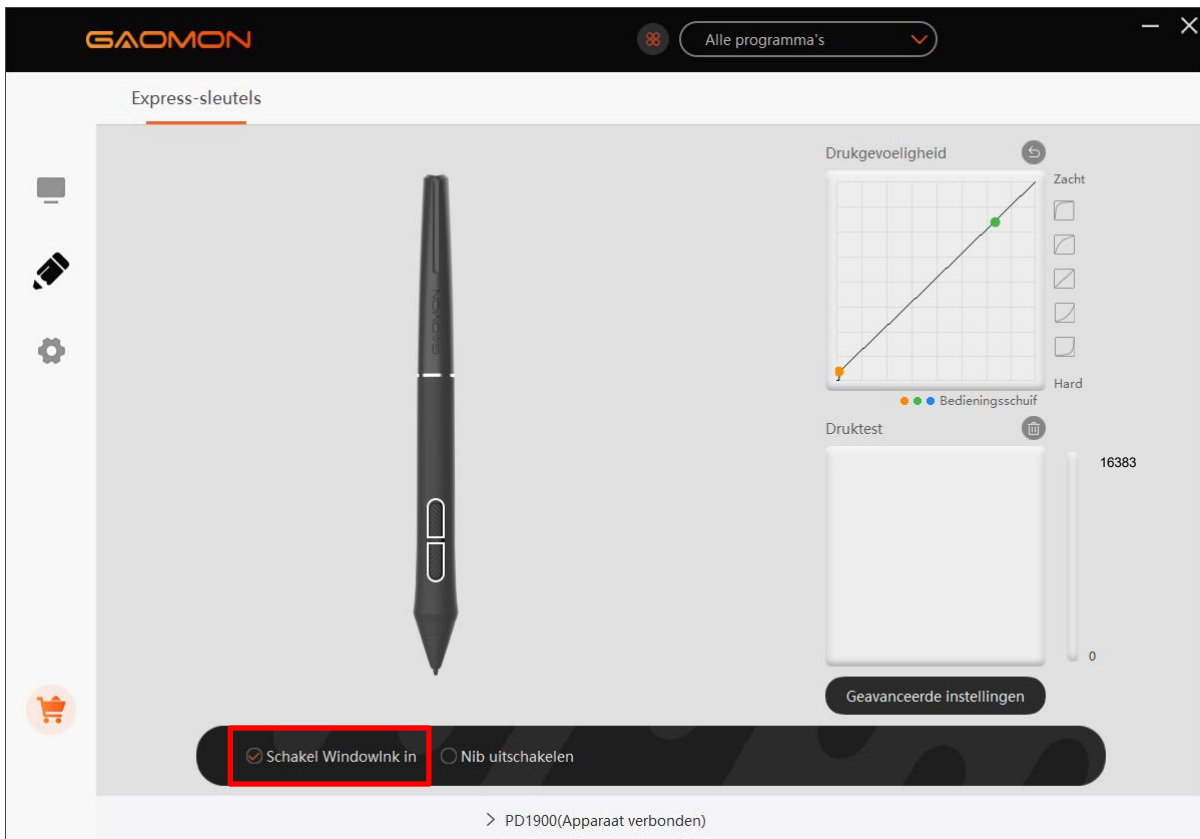 GAOMON
Alle programma's
Express-sleutels
Drukgevoeligheid
Zacht
GAOMON
Hard
Bedieningsschuif
Druktest
16383
0
Geavanceerde instellingen
Schakel WindowInk in
Nib uitschakelen
PD1900(Apparaat verbonden)